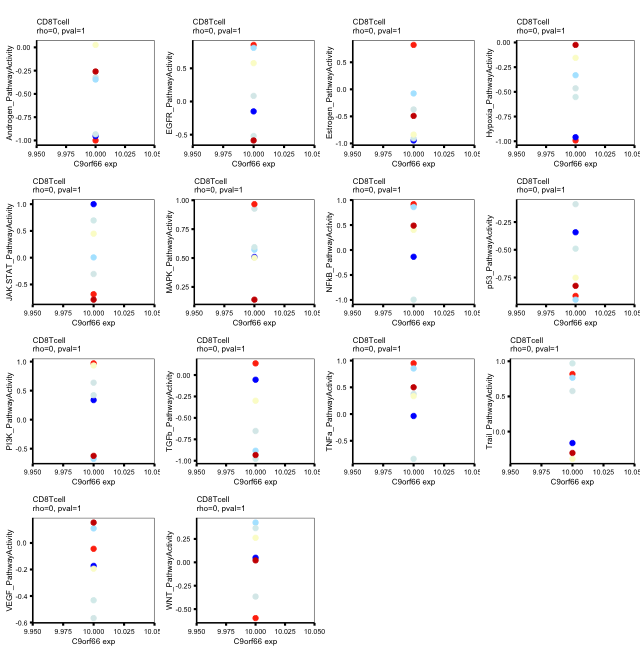 CD8Tcell
rho=0, pval=1
Androgen_PathwayActivity
0.00
-0.25
-0.50
-0.75
-1.00
9.950 9.975 10.000 10.025 10.05
C9orf66 exp
CD8Tcell
rho=0, pval=1
EGFR_PathwayActivity
0.5
0.0
-0.5
9.950 9.975 10.000 10.025 10.05
C9orf66 exp
CD8Tcell
rho=0, pval=1
Estrogen_PathwayActivity
1.0
0.5
0.0
-0.5
-1.0
9.950 9.975 10.000 10.025 10.05
C9orf66 exp
CD8Tcell
rho=0, pval=1
Hypoxia_PathwayActivity
0.00
-0.25
-0.50
-0.75
-1.00
9.950 9.975 10.000 10.025 10.050
C9orf66 exp
CD8Tcell
rho=0, pval=1
JAK.STAT_PathwayActivity
1.0
0.5
0.0
-0.5
9.950 9.975 10.000 10.025 10.05
C9orf66 exp
CD8Tcell
rho=0, pval=1
MAPK_PathwayActivity
1.00
0.75
0.50
0.25
9.950 9.975 10.000 10.025 10.05
C9orf66 exp
CD8Tcell
rho=0, pval=1
NFkB_PathwayActivity
1.0
0.5
0.0
-0.5
-1.0
9.950 9.975 10.000 10.025 10.05
C9orf66 exp
CD8Tcell
rho=0, pval=1
p53_PathwayActivity
-0.25
-0.50
-0.75
9.950 9.975 10.000 10.025 10.050
C9orf66 exp
CD8Tcell
rho=0, pval=1
PI3K_PathwayActivity
1.0
0.5
0.0
-0.5
9.950 9.975 10.000 10.025 10.05
C9orf66 exp
CD8Tcell
rho=0, pval=1
TGFb_PathwayActivity
0.00
-0.25
-0.50
-0.75
-1.00
9.950 9.975 10.000 10.025 10.05
C9orf66 exp
CD8Tcell
rho=0, pval=1
TNFa_PathwayActivity
1.0
0.5
0.0
-0.5
9.950 9.975 10.000 10.025 10.05
C9orf66 exp
CD8Tcell
rho=0, pval=1
Trail_PathwayActivity
1.0
0.5
0.0
9.950 9.975 10.000 10.025 10.050
C9orf66 exp
CD8Tcell
rho=0, pval=1
VEGF_PathwayActivity
0.0
-0.2
-0.4
-0.6
9.950 9.975 10.000 10.025 10.05
C9orf66 exp
CD8Tcell
rho=0, pval=1
WNT_PathwayActivity
0.25
0.00
-0.25
-0.50
9.950 9.975 10.000 10.025 10.050
C9orf66 exp